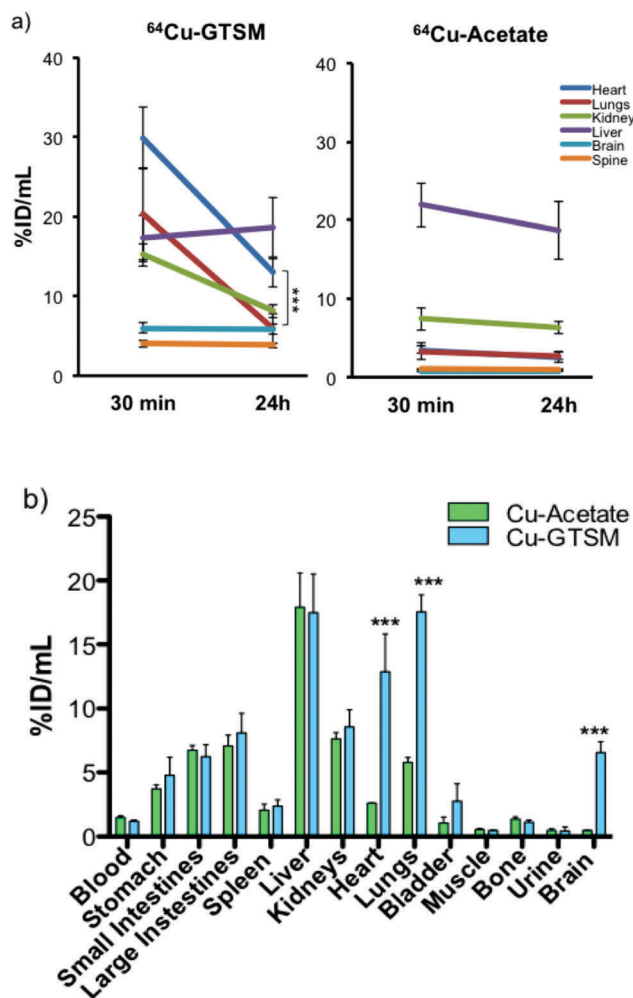 a)
⁶⁴Cu-GTSM
⁶⁴Cu-Acetate
40
30
20
10
0
%ID/mL
30 min
24h
***
40
30
20
10
0
30 min
24h
Heart
Lungs
Kidney
Liver
Brain
Spine
b)
Cu-Acetate
Cu-GTSM
25
20
15
10
5
0
%ID/mL
***
***
***
Blood
Stomach
Small Intestines
Large Instestines
Spleen
Liver
Kidneys
Heart
Lungs
Bladder
Muscle
Bone
Urine
Brain